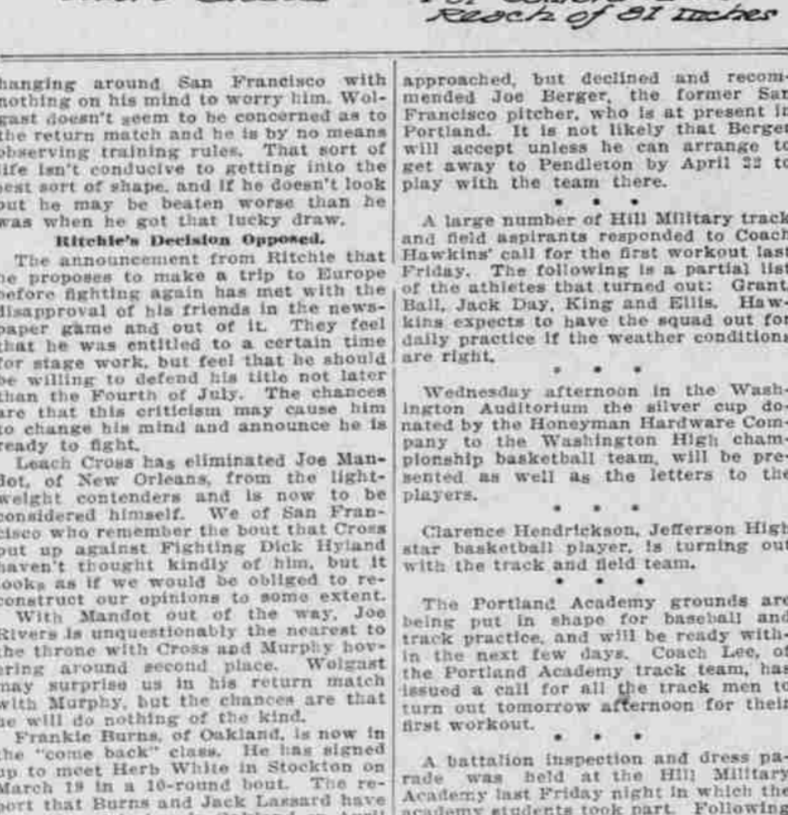 Reach of 81 Inches
hanging around San Francisco with
nothing on his mind to worry him. Wol-
gast doesn't seem to be concerned as to
the return match and he is by no means
observing training rules. That sort of
life isn't conducive to getting into the
best sort of shape, and if he doesn't look
out he may be beaten worse than he
was when he got that lucky draw.
Ritchie's Decision Opposed.
The announcement from Ritchie that
he proposes to make a trip to Europe
before fighting again has met with the
disapproval of his friends in the news-
paper game and out of it. They feel
that he was entitled to a certain time
for stage work, but feel that he should
be willing to defend his title not later
than the Fourth of July. The chances
are that this criticism may cause him
to change his mind and announce he is
ready to fight.
Leach Cross has eliminated Joe Man-
dot, of New Orleans, from the light-
weight contenders and is now to be
considered himself. We of San Fran-
cisco who remember the bout that Cross
put up against Fighting Dick Hyland
haven't thought kindly of him, but it
looks as if we would be obliged to re-
construct our opinions to some extent.
With Mandot out of the way, Joe
Rivers is unquestionably the nearest to
the throne with Cross and Murphy hov-
ering around second place. Wolgast
may surprise us in his return match
with Murphy, but the chances are that
he will do nothing of the kind.
Frankie Burns, of Oakland, is now in
the "come back" class. He has signed
up to meet Herb White in Stockton on
March 19 in a 10-round bout. The re-
port that Burns and Jack Lassard have
approached, but declined and recom-
mended Joe Berger, the former San
Francisco pitcher, who is at present in
Portland. It is not likely that Berger
will accept unless he can arrange to
get away to Pendleton by April 22 to
play with the team there.
• • •
A large number of Hill Military track
and field aspirants responded to Coach
Hawkins' call for the first workout last
Friday. The following is a partial list
of the athletes that turned out: Grant,
Ball, Jack Day, King and Ellis. Haw-
kins expects to have the squad out for
daily practice if the weather conditions
are right.
• • •
Wednesday afternoon in the Wash-
ington Auditorium the silver cup do-
nated by the Honeyman Hardware Com-
pany to the Washington High cham-
pionship basketball team, will be pre-
sented as well as the letters to the
players.
• • •
Clarence Hendrickson, Jefferson High
star basketball player, is turning out
with the track and field team.
• • •
The Portland Academy grounds are
being put in shape for baseball and
track practice, and will be ready with-
in the next few days. Coach Lee, of
the Portland Academy track team, has
issued a call for all the track men to
turn out tomorrow afternoon for their
first workout.
• • •
A battalion inspection and dress pa-
rade was held at the Hill Military
Academy last Friday night in which the
academy students took part. Following